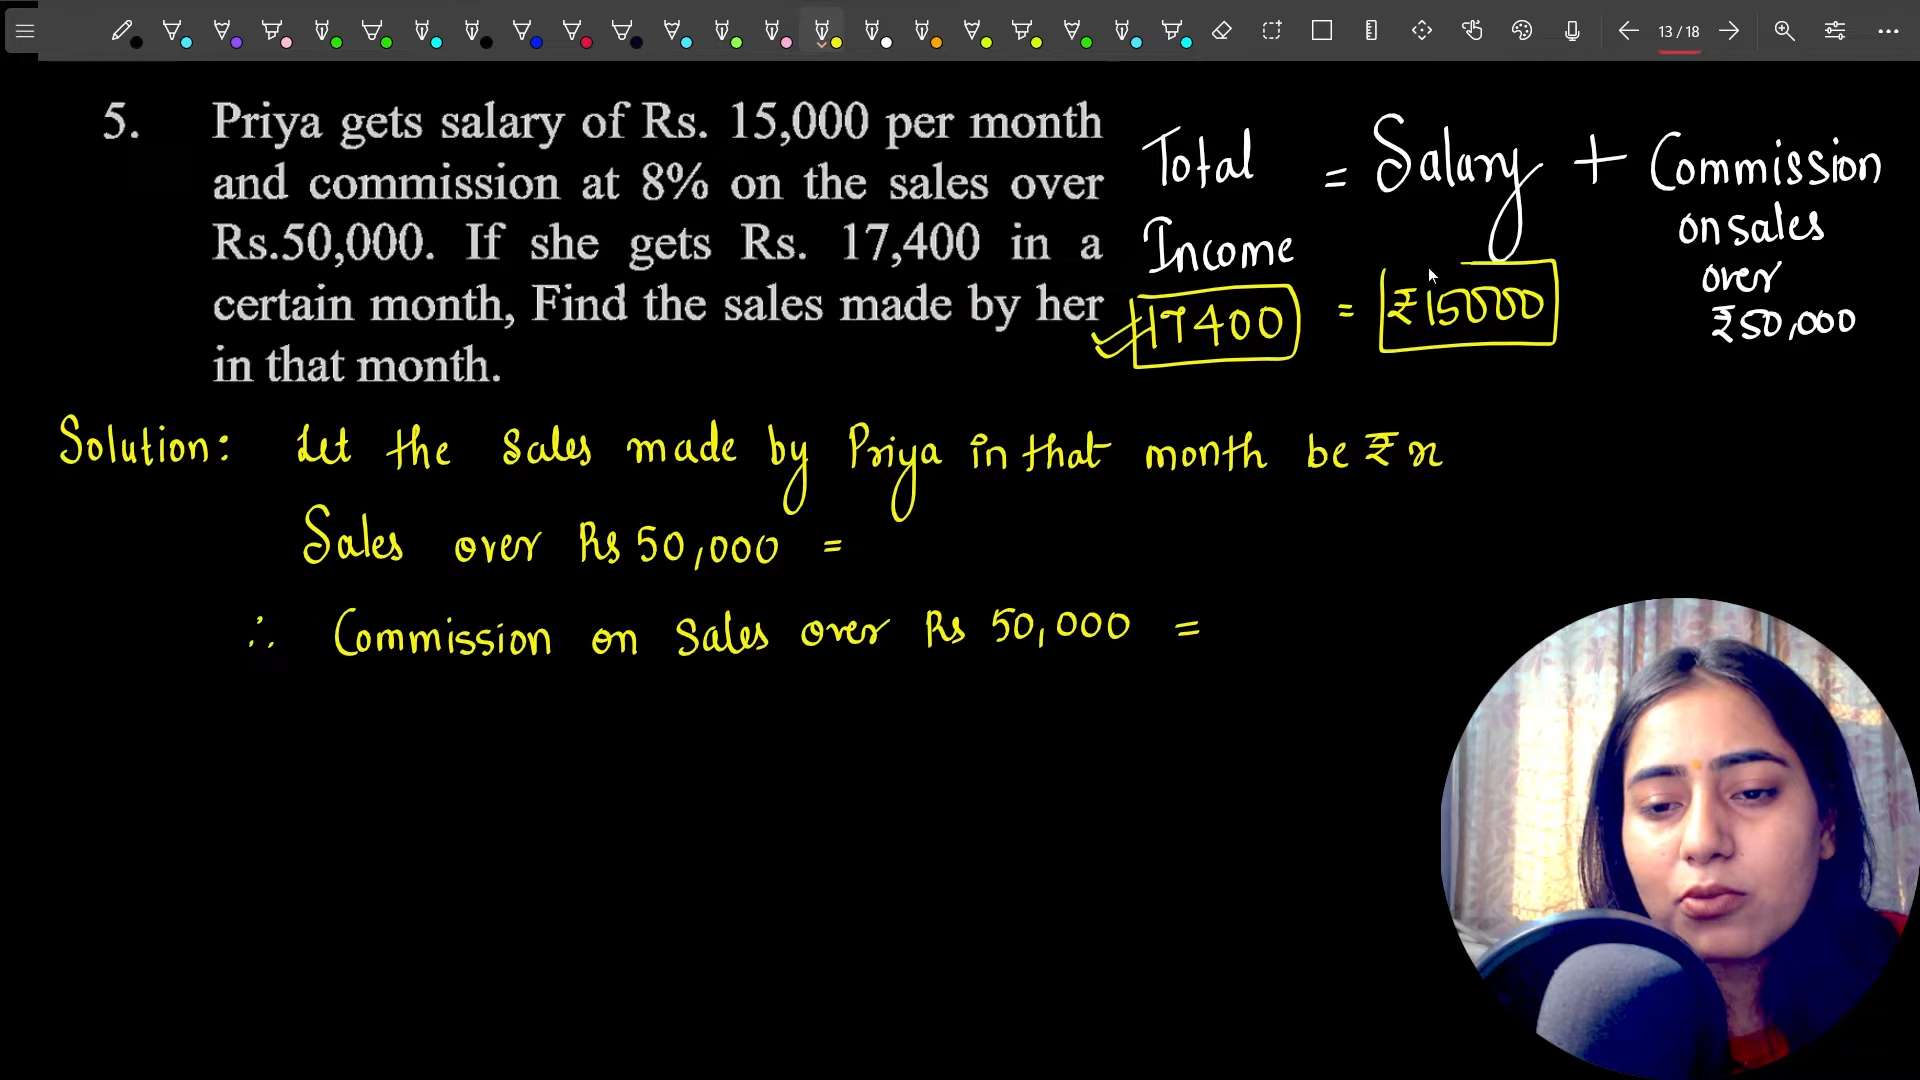 13 / 18
5. Priya gets salary of Rs. 15,000 per month
and commission at 8% on the sales over
Rs.50,000. If she gets Rs. 17,400 in a
certain month, Find the sales made by her
in that month.
Total = Salary + Commission
Income on sales
over
₹50,000
17400 = ₹15000
Solution: Let the Sales made by Priya in that month be ₹ x
Sales over Rs 50,000 =
∴ Commission on Sales over Rs 50,000 =